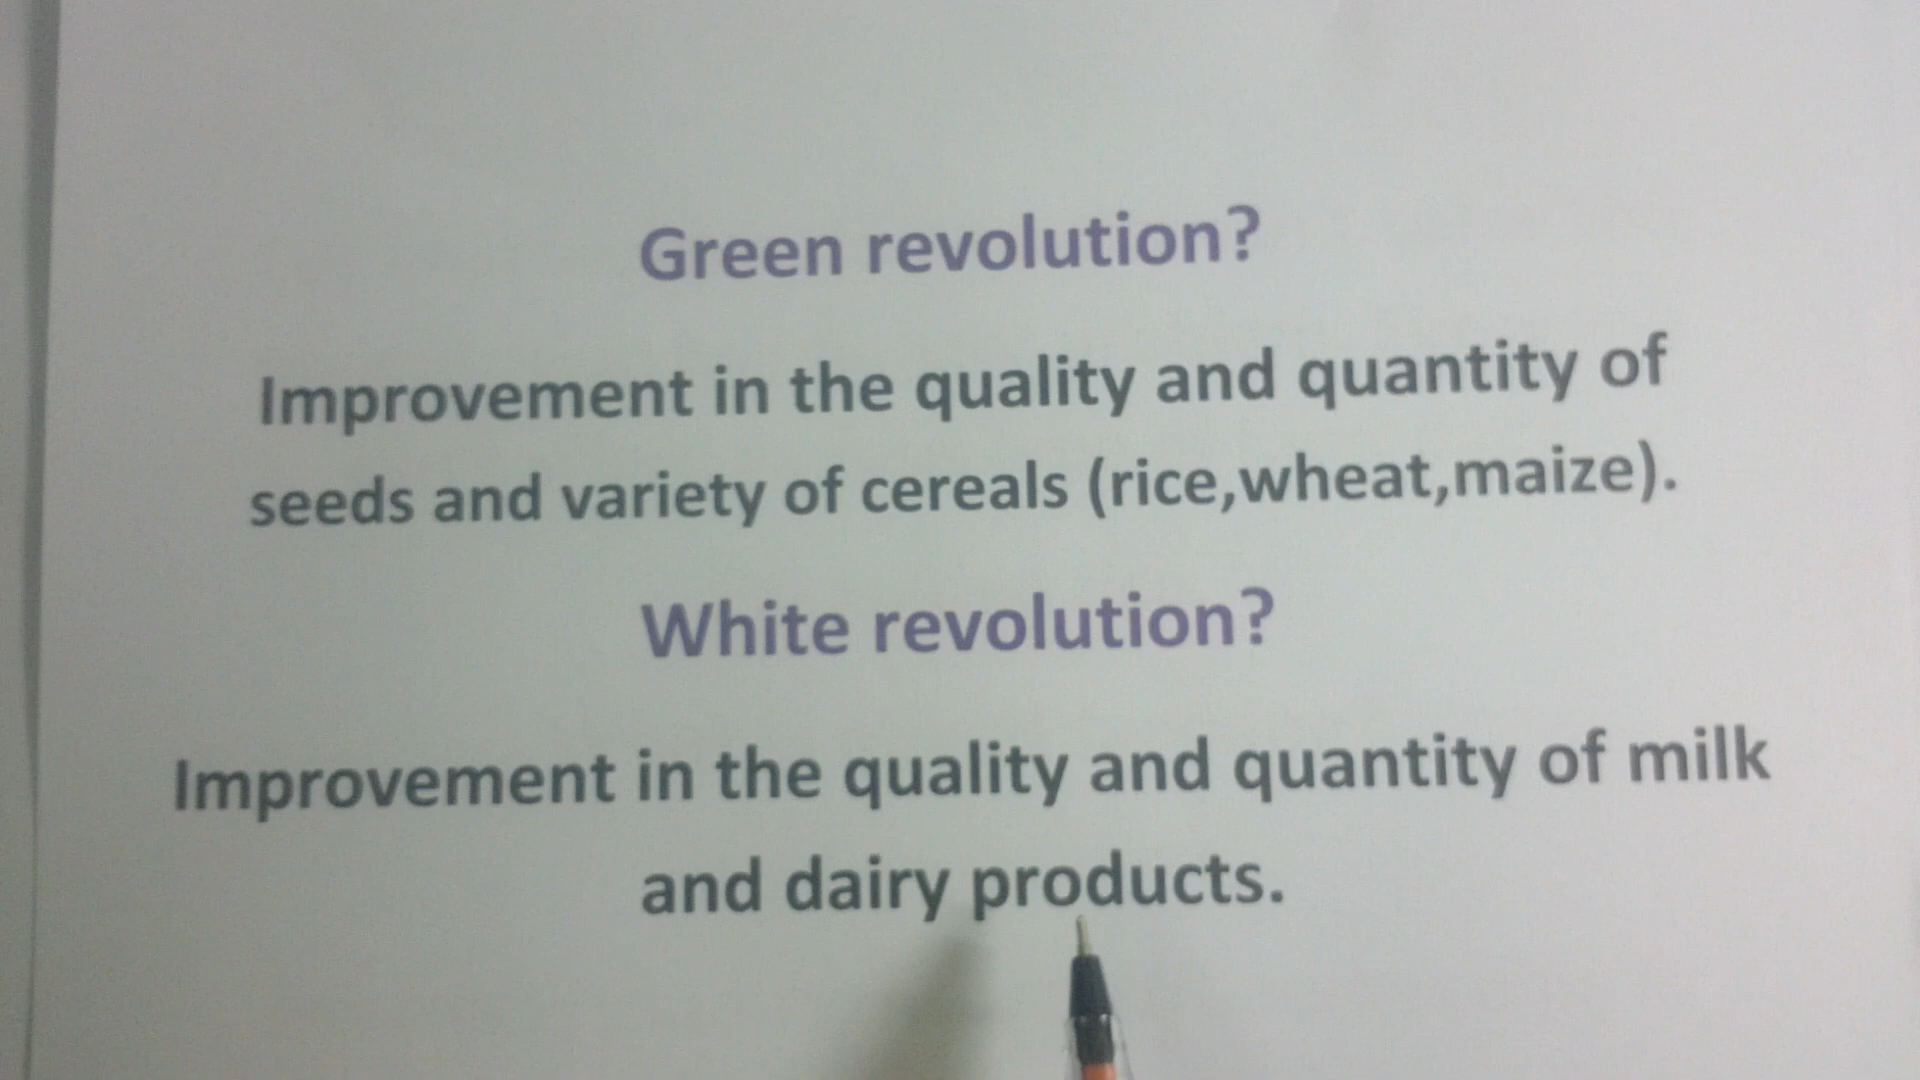 Green revolution?
Improvement in the quality and quantity of
seeds and variety of cereals (rice,wheat,maize).
White revolution?
Improvement in the quality and quantity of milk
and dairy products.